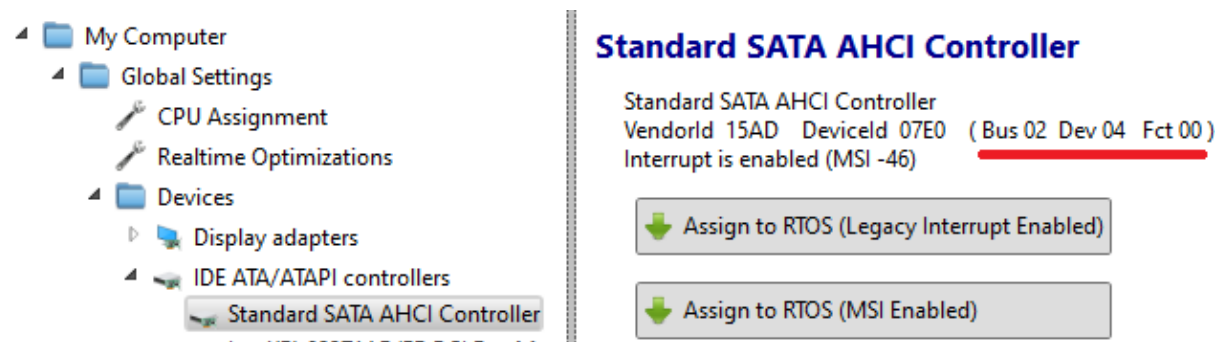 My Computer
Global Settings
CPU Assignment
Realtime Optimizations
Devices
Display adapters
IDE ATA/ATAPI controllers
Standard SATA AHCI Controller
Standard SATA AHCI Controller
Standard SATA AHCI Controller
VendorId 15AD DeviceId 07E0 ( Bus 02 Dev 04 Fct 00 )
Interrupt is enabled (MSI -46)
Assign to RTOS (Legacy Interrupt Enabled)
Assign to RTOS (MSI Enabled)